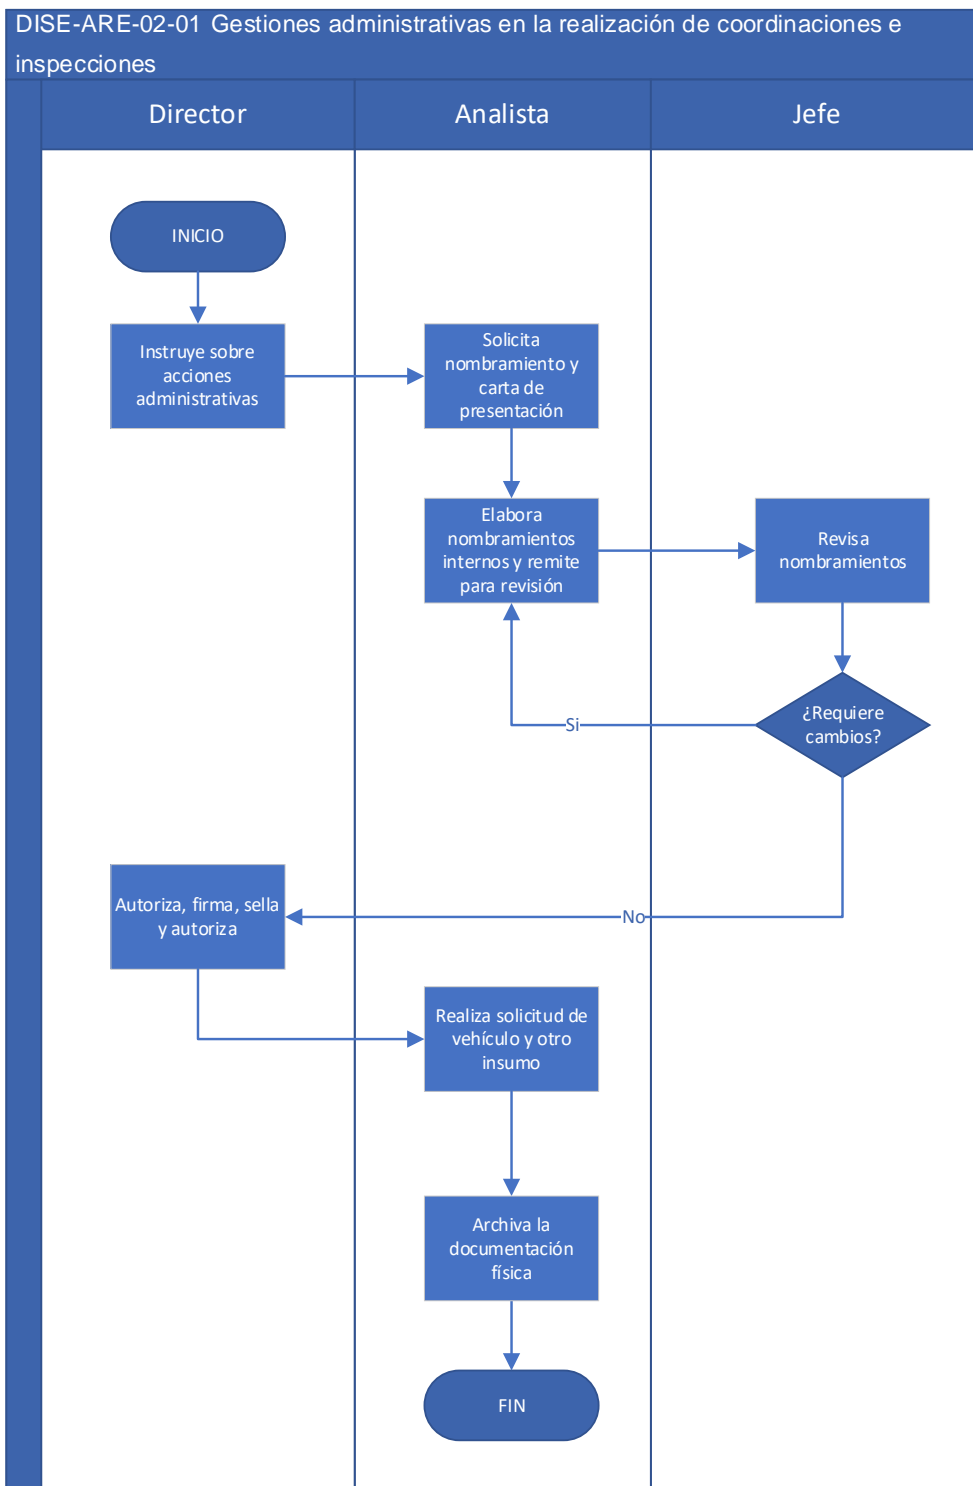 DISE-ARE-02-01 Gestiones administrativas en la realización de coordinaciones e
inspecciones
Director
Analista
Jefe
INICIO
Instruye sobre
acciones
administrativas
Solicita
nombramiento y
carta de
presentación
Elabora
nombramientos
internos y remite
para revisión
Revisa
nombramientos
¿Requiere
cambios?
Si
No
Autoriza, firma, sella
y autoriza
Realiza solicitud de
vehículo y otro
insumo
Archiva la
documentación
física
FIN